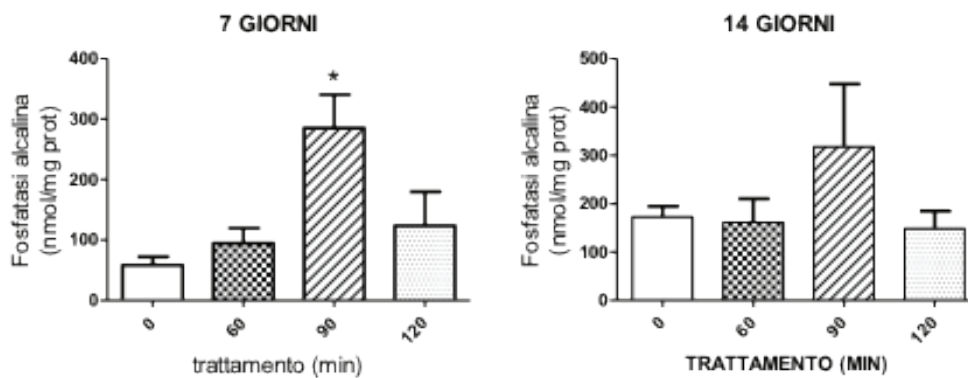 7 GIORNI
Fosfatasi alcalina
(nmol/mg prot)
400
300
200
100
0
*
0
60
90
120
trattamento (min)
14 GIORNI
Fosfatasi alcalina
(nmol/mg prot)
500
400
300
200
100
0
0
60
90
120
TRATTAMENTO (MIN)